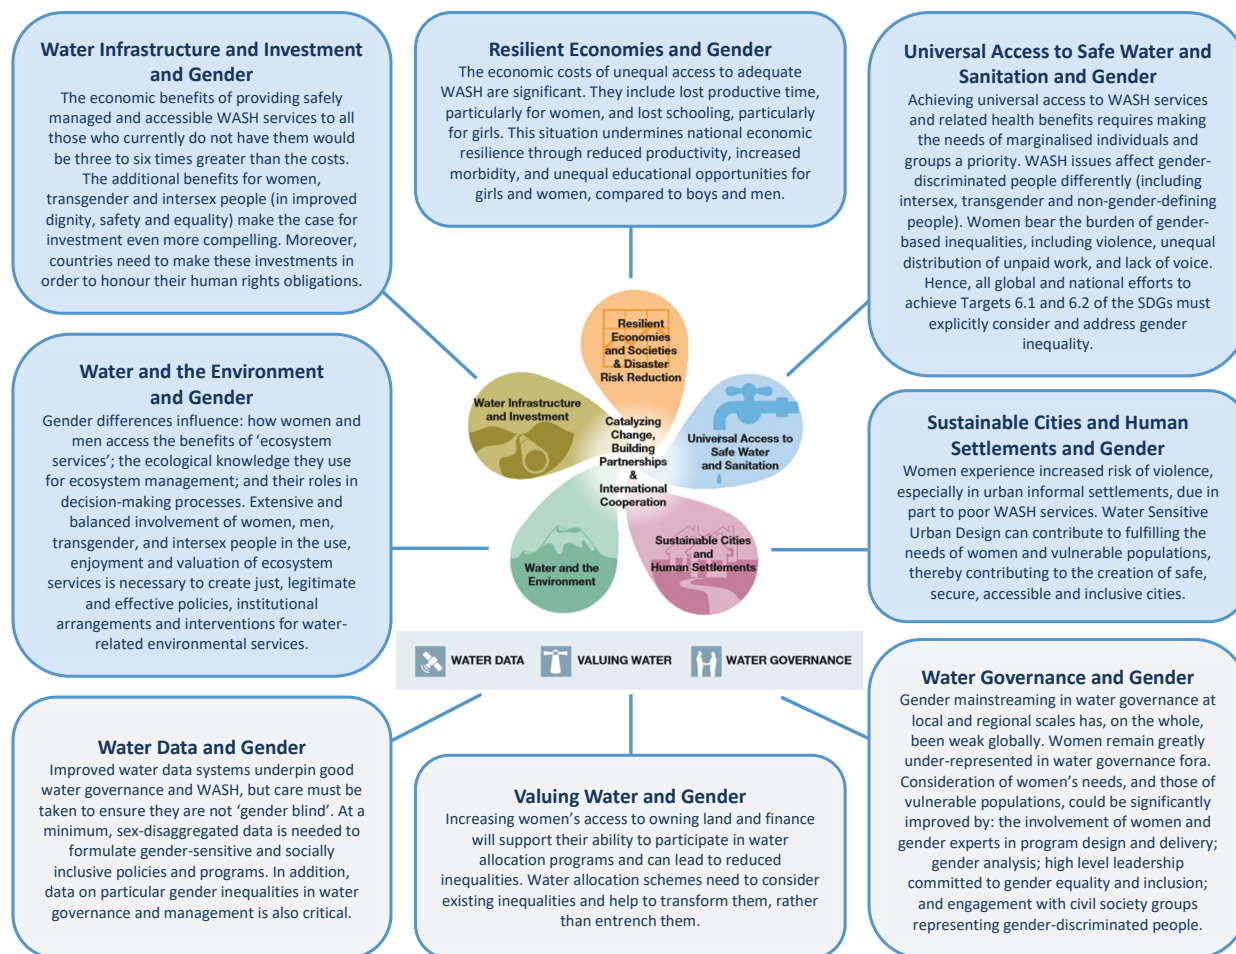 Water Infrastructure and Investment
and Gender
The economic benefits of providing safely
managed and accessible WASH services to all
those who currently do not have them would
be three to six times greater than the costs.
The additional benefits for women,
transgender and intersex people (in improved
dignity, safety and equality) make the case for
investment even more compelling. Moreover,
countries need to make these investments in
order to honour their human rights obligations.
Resilient Economies and Gender
The economic costs of unequal access to adequate
WASH are significant. They include lost productive time,
particularly for women, and lost schooling, particularly
for girls. This situation undermines national economic
resilience through reduced productivity, increased
morbidity, and unequal educational opportunities for
girls and women, compared to boys and men.
Universal Access to Safe Water and
Sanitation and Gender
Achieving universal access to WASH services
and related health benefits requires making
the needs of marginalised individuals and
groups a priority. WASH issues affect gender-
discriminated people differently (including
intersex, transgender and non-gender-defining
people). Women bear the burden of gender-
based inequalities, including violence, unequal
distribution of unpaid work, and lack of voice.
Hence, all global and national efforts to
achieve Targets 6.1 and 6.2 of the SDGs must
explicitly consider and address gender
inequality.
Water and the Environment
and Gender
Gender differences influence: how women and
men access the benefits of ‘ecosystem
services’; the ecological knowledge they use
for ecosystem management; and their roles in
decision-making processes. Extensive and
balanced involvement of women, men,
transgender, and intersex people in the use,
enjoyment and valuation of ecosystem
services is necessary to create just, legitimate
and effective policies, institutional
arrangements and interventions for water-
related environmental services.
Resilient
Economies
and Societies
& Disaster
Risk Reduction
Water Infrastructure
and Investment
Catalyzing
Change,
Building
Partnerships
&
International
Cooperation
Universal Access to
Safe Water
and Sanitation
Water and the
Environment
Sustainable Cities
and
Human Settlements
Sustainable Cities and Human
Settlements and Gender
Women experience increased risk of violence,
especially in urban informal settlements, due in
part to poor WASH services. Water Sensitive
Urban Design can contribute to fulfilling the
needs of women and vulnerable populations,
thereby contributing to the creation of safe,
secure, accessible and inclusive cities.
WATER DATA
VALUING WATER
WATER GOVERNANCE
Water Data and Gender
Improved water data systems underpin good
water governance and WASH, but care must be
taken to ensure they are not ‘gender blind’. At a
minimum, sex-disaggregated data is needed to
formulate gender-sensitive and socially
inclusive policies and programs. In addition,
data on particular gender inequalities in water
governance and management is also critical.
Valuing Water and Gender
Increasing women’s access to owning land and finance
will support their ability to participate in water
allocation programs and can lead to reduced
inequalities. Water allocation schemes need to consider
existing inequalities and help to transform them, rather
than entrench them.
Water Governance and Gender
Gender mainstreaming in water governance at
local and regional scales has, on the whole,
been weak globally. Women remain greatly
under-represented in water governance fora.
Consideration of women’s needs, and those of
vulnerable populations, could be significantly
improved by: the involvement of women and
gender experts in program design and delivery;
gender analysis; high level leadership
committed to gender equality and inclusion;
and engagement with civil society groups
representing gender-discriminated people.